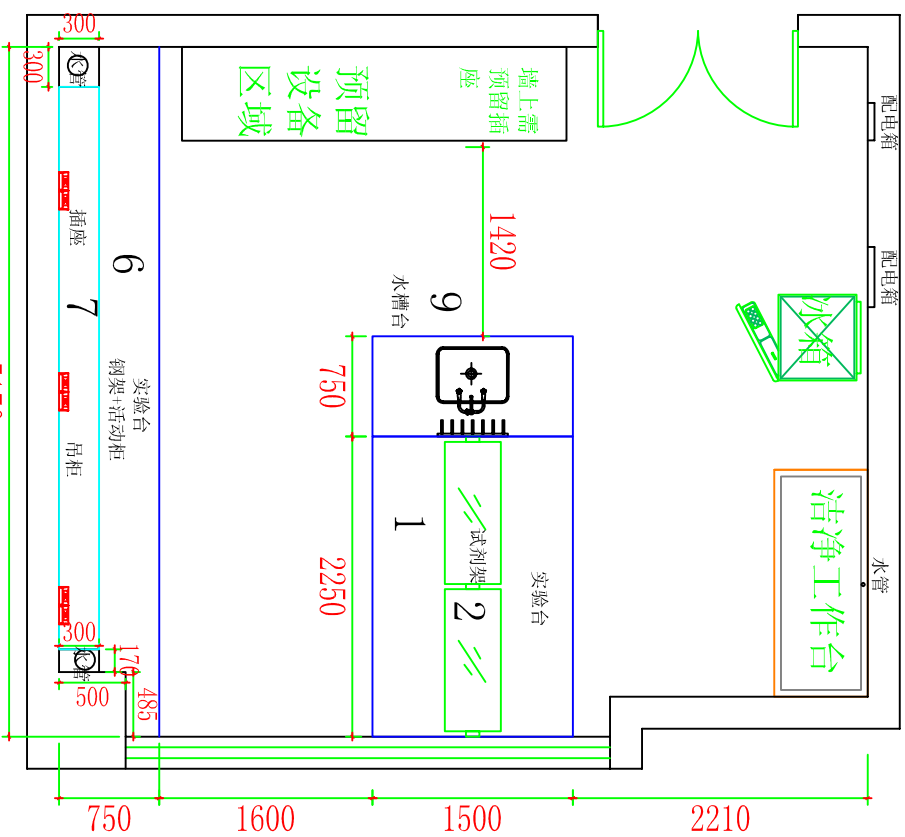 300
300
水管
预留
设备
区域
墙上需
预留插
座
配电箱
配电箱
插座
6
7
1420
9
水槽台
冰箱
750
实验台
钢架+活动柜
吊柜
1
试剂架
2
实验台
2250
洁净工作台
水管
300
水管
170
500
485
750
1600
1500
2210